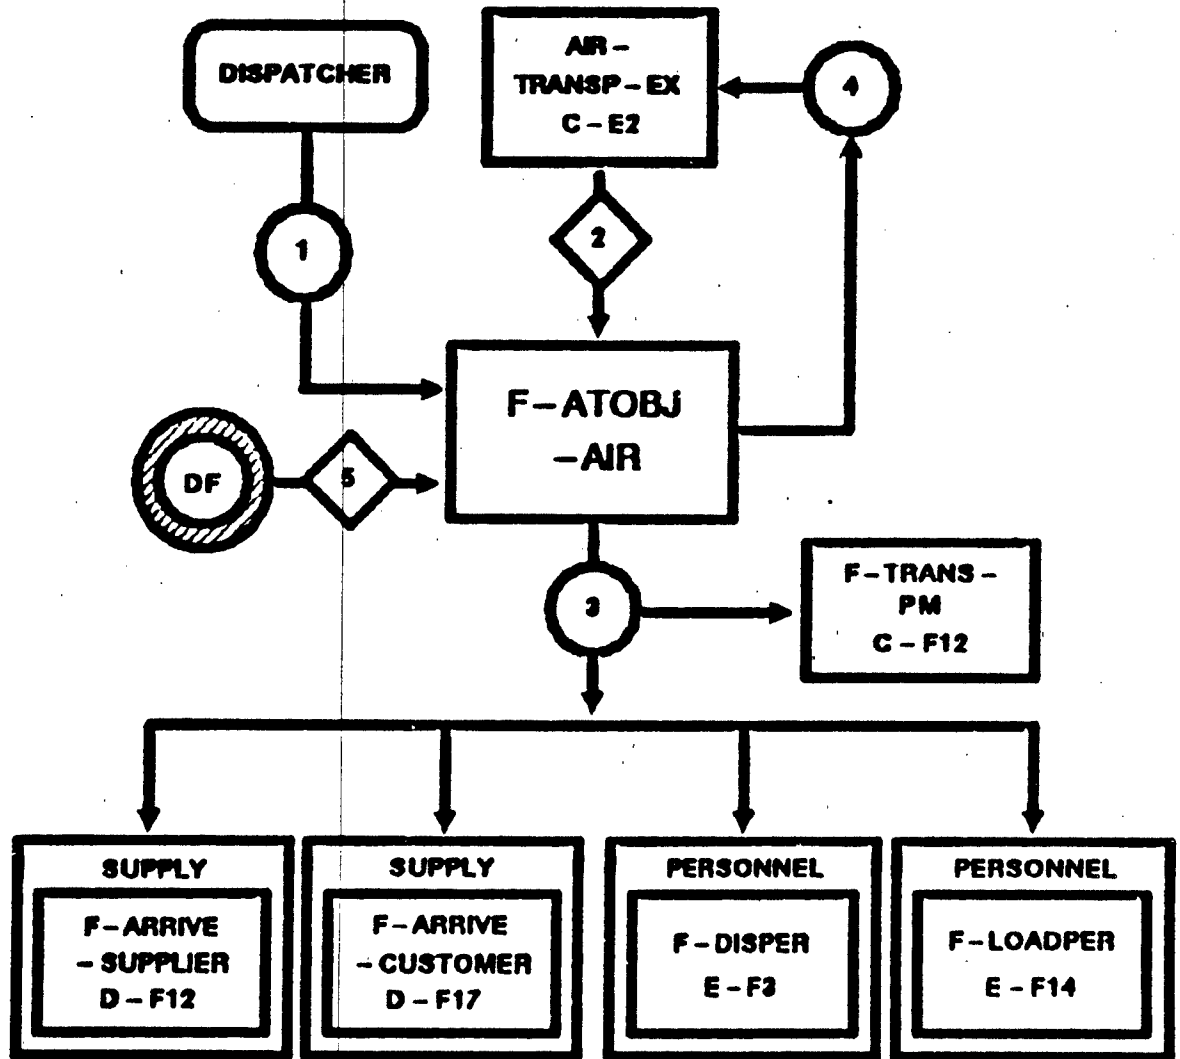 DISPATCHER
AIR –
TRANSP – EX
C – E2
4
1
2
F – ATOBJ
– AIR
DF
5
3
F – TRANS –
PM
C – F12
SUPPLY
F – ARRIVE
– SUPPLIER
D – F12
SUPPLY
F – ARRIVE
– CUSTOMER
D – F17
PERSONNEL
F – DISPER
E – F3
PERSONNEL
F – LOADPER
E – F14